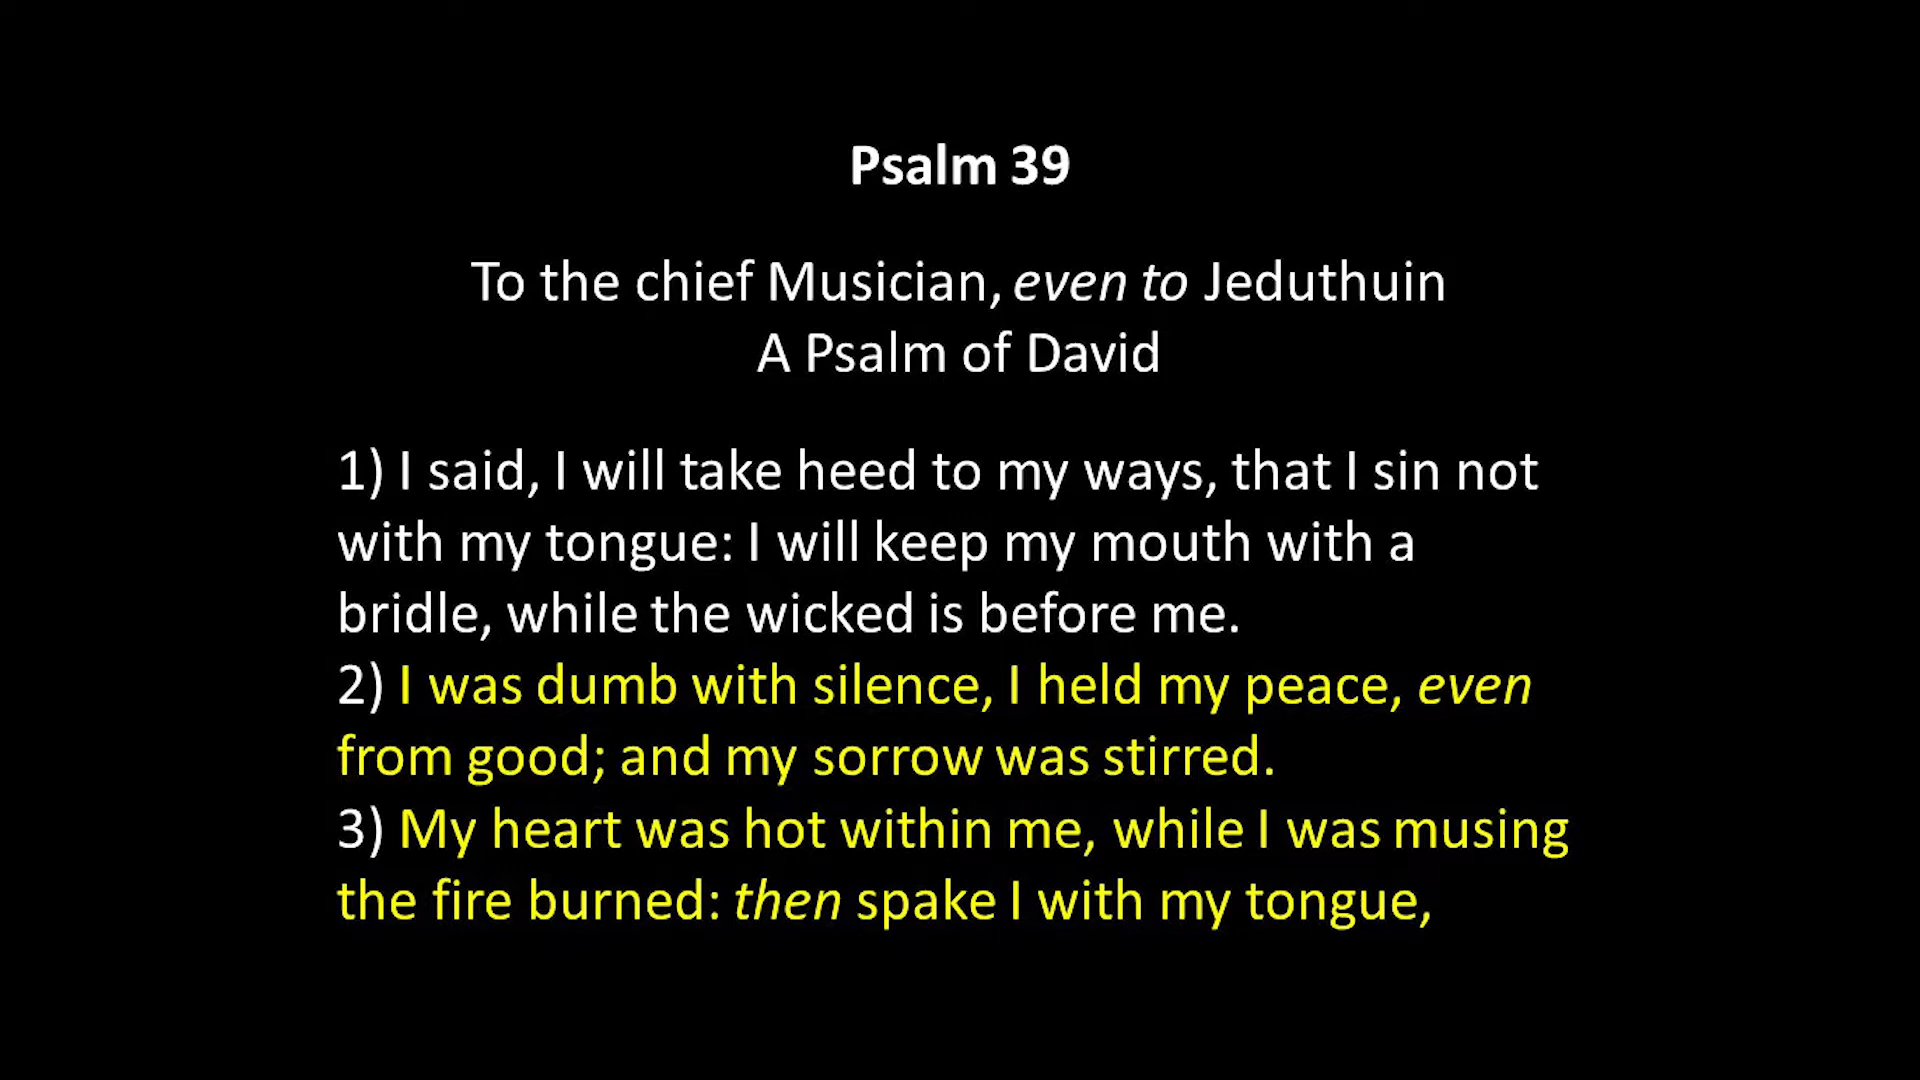 Psalm 39
To the chief Musician, even to Jeduthuin
A Psalm of David
1) I said, I will take heed to my ways, that I sin not
with my tongue: I will keep my mouth with a
bridle, while the wicked is before me.
2) I was dumb with silence, I held my peace, even
from good; and my sorrow was stirred.
3) My heart was hot within me, while I was musing
the fire burned: then spake I with my tongue,